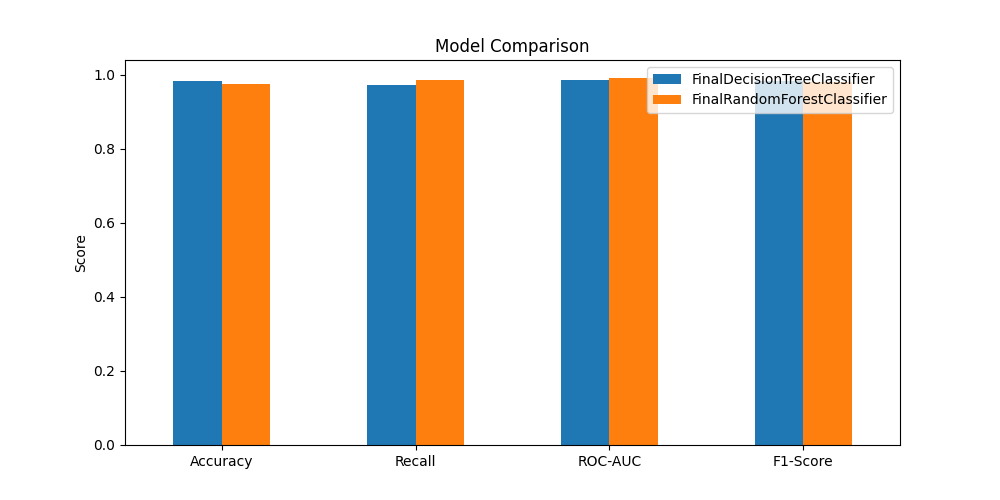 Model Comparison
FinalDecisionTreeClassifier
FinalRandomForestClassifier
Score
1.0
0.8
0.6
0.4
0.2
0.0
Accuracy
Recall
ROC-AUC
F1-Score